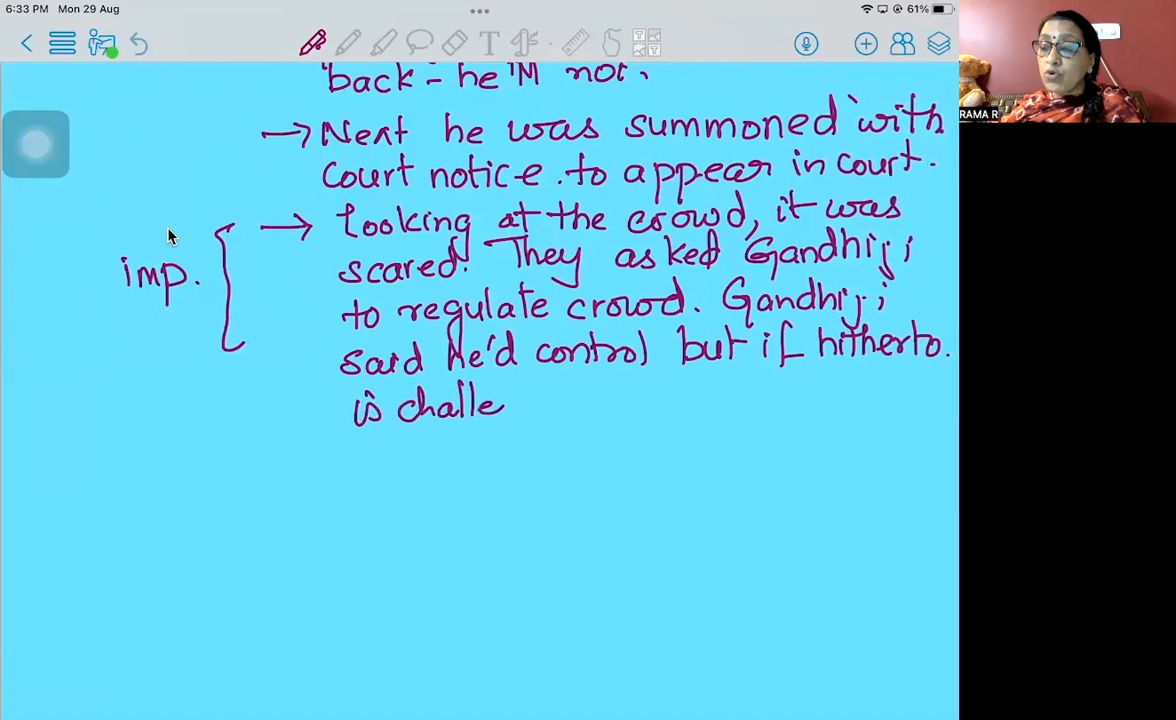 6:33 PM Mon 29 Aug
61%
T
RAMA R
back - he'll not.
→ Next he was summoned with
court notice. to appear in court.
imp.
→ looking at the crowd, it was
scared. They asked Gandhiji
to regulate crowd. Gandhiji
said he'd control but if hitherto.
is challe